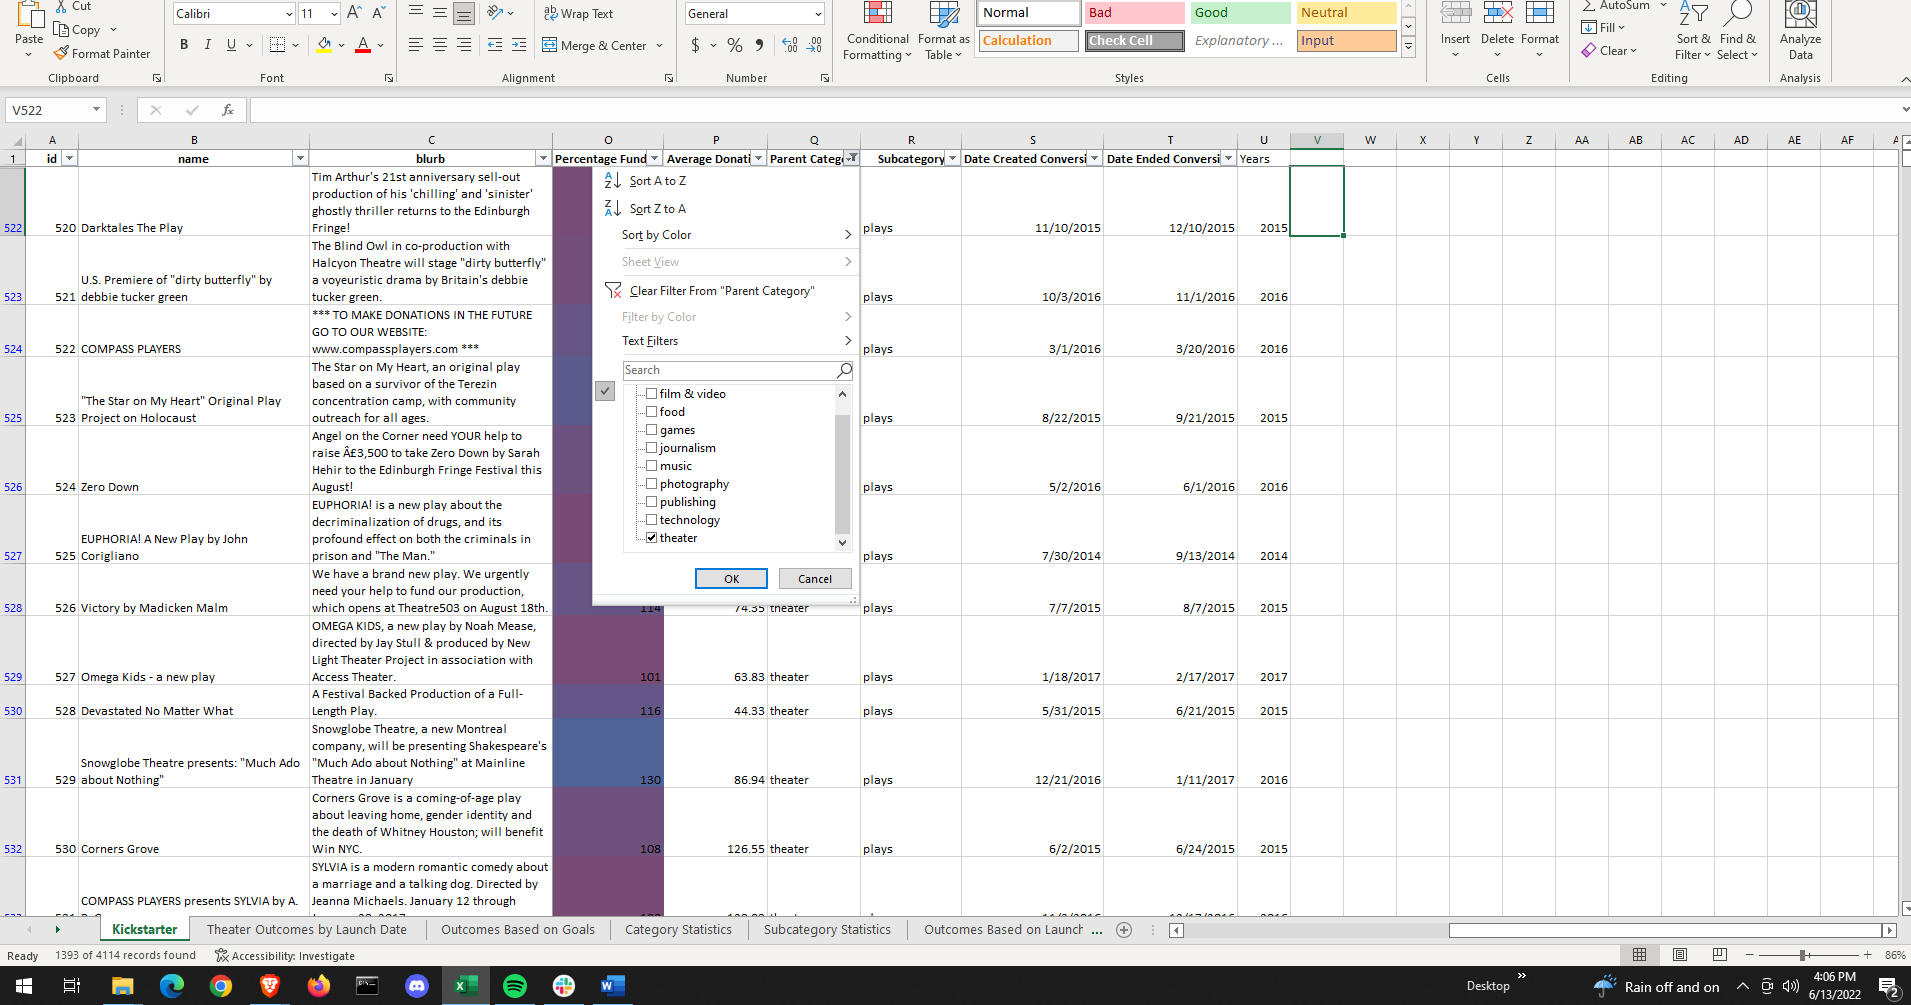 Cut
Copy
Paste
Format Painter
Clipboard
Calibri
11
A A
B I U
A
Font
Wrap Text
Merge & Center
Alignment
General
$ % 9
Number
Conditional Formatting
Format as Table
Normal
Bad
Good
Neutral
Calculation
Check Cell
Explanatory ...
Input
Styles
Insert
Delete
Format
Cells
AutoSum
Fill
Clear
Sort & Filter
Find & Select
Editing
Analyze Data
Analysis
V522
fx
A B C O P Q R S T U V W X Y Z AA AB AC AD AE AF
1 id name blurb Percentage Fund Average Donati Parent Categ Subcategory Date Created Conversi Date Ended Conversi Years
522 520 Darktales The Play
Tim Arthur's 21st anniversary sell-out
production of his 'chilling' and 'sinister'
ghostly thriller returns to the Edinburgh
Fringe!
plays 11/10/2015 12/10/2015 2015
523 521 U.S. Premiere of "dirty butterfly" by
debbie tucker green
The Blind Owl in co-production with
Halcyon Theatre will stage "dirty butterfly"
a voyeuristic drama by Britain's debbie
tucker green.
plays 10/3/2016 11/1/2016 2016
524 522 COMPASS PLAYERS
*** TO MAKE DONATIONS IN THE FUTURE
GO TO OUR WEBSITE:
www.compassplayers.com ***
plays 3/1/2016 3/20/2016 2016
525 523 "The Star on My Heart" Original Play
Project on Holocaust
The Star on My Heart, an original play
based on a survivor of the Terezin
concentration camp, with community
outreach for all ages.
plays 8/22/2015 9/21/2015 2015
526 524 Zero Down
Angel on the Corner need YOUR help to
raise Â£3,500 to take Zero Down by Sarah
Hehir to the Edinburgh Fringe Festival this
August!
plays 5/2/2016 6/1/2016 2016
527 525 EUPHORIA! A New Play by John
Corigliano
EUPHORIA! is a new play about the
decriminalization of drugs, and its
profound effect on both the criminals in
prison and "The Man."
plays 7/30/2014 9/13/2014 2014
528 526 Victory by Madicken Malm
We have a brand new play. We urgently
need your help to fund our production,
which opens at Theatre503 on August 18th.
114 74.35 theater plays 7/7/2015 8/7/2015 2015
529 527 Omega Kids - a new play
OMEGA KIDS, a new play by Noah Mease,
directed by Jay Stull & produced by New
Light Theater Project in association with
Access Theater.
101 63.83 theater plays 1/18/2017 2/17/2017 2017
530 528 Devastated No Matter What
A Festival Backed Production of a Full-
Length Play.
116 44.33 theater plays 5/31/2015 6/21/2015 2015
531 529 Snowglobe Theatre presents: "Much Ado
about Nothing"
Snowglobe Theatre, a new Montreal
company, will be presenting Shakespeare's
"Much Ado about Nothing" at Mainline
Theatre in January
130 86.94 theater plays 12/21/2016 1/11/2017 2016
532 530 Corners Grove
Corners Grove is a coming-of-age play
about leaving home, gender identity and
the death of Whitney Houston; will benefit
Win NYC.
108 126.55 theater plays 6/2/2015 6/24/2015 2015
COMPASS PLAYERS presents SYLVIA by A.
SYLVIA is a modern romantic comedy about
a marriage and a talking dog. Directed by
Jeanna Michaels. January 12 through
Sort A to Z
Sort Z to A
Sort by Color
Sheet View
Clear Filter From "Parent Category"
Filter by Color
Text Filters
Search
film & video
food
games
journalism
music
photography
publishing
technology
theater
OK
Cancel
Kickstarter
Theater Outcomes by Launch Date
Outcomes Based on Goals
Category Statistics
Subcategory Statistics
Outcomes Based on Launch ...
Ready
1393 of 4114 records found
Accessibility: Investigate
86%
Desktop
Rain off and on
4:06 PM
6/13/2022
2